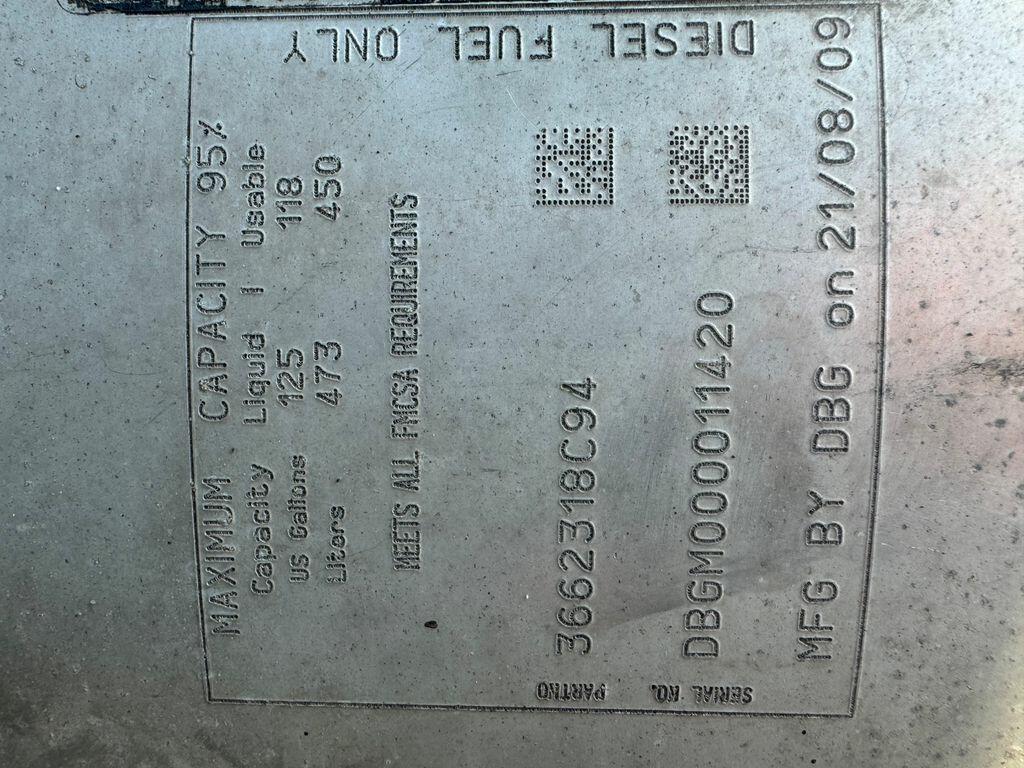 MAXIMUM CAPACITY 95%
Capacity Liquid | Usable
US Gallons 125 118
Liters 473 450
MEETS ALL FMCSA REQUIREMENTS
PARTNO 3662318C94
SERIAL NO. DBGM000011420
MFG BY DBG on 21/08/09
DIESEL FUEL ONLY